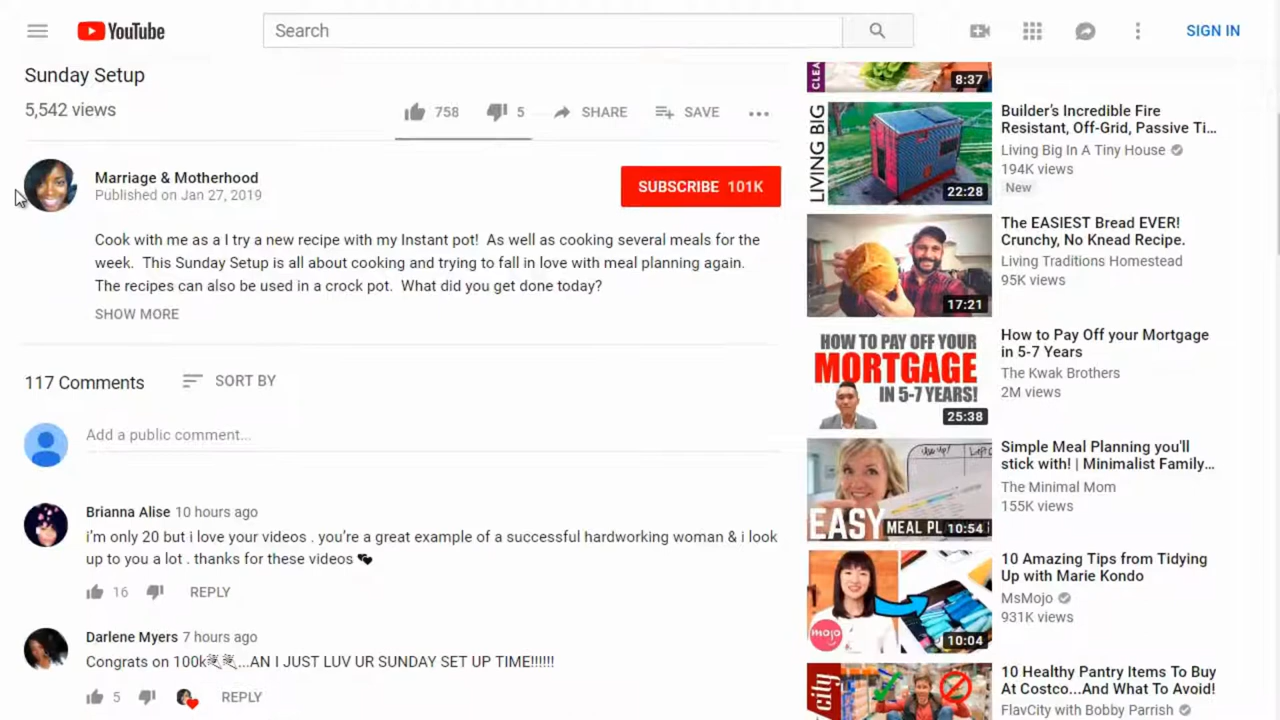 YouTube
Search
SIGN IN
Sunday Setup
5,542 views
758
5
SHARE
SAVE
Marriage & Motherhood
Published on Jan 27, 2019
SUBSCRIBE 101K
Cook with me as a I try a new recipe with my Instant pot! As well as cooking several meals for the
week. This Sunday Setup is all about cooking and trying to fall in love with meal planning again.
The recipes can also be used in a crock pot. What did you get done today?
SHOW MORE
117 Comments
SORT BY
Add a public comment...
Brianna Alise 10 hours ago
i'm only 20 but i love your videos . you're a great example of a successful hardworking woman & i look
up to you a lot . thanks for these videos
16
REPLY
Darlene Myers 7 hours ago
Congrats on 100k...AN I JUST LUV UR SUNDAY SET UP TIME!!!!!!
5
REPLY
CLEA
8:37
LIVING BIG
22:28
Builder's Incredible Fire
Resistant, Off-Grid, Passive Ti...
Living Big In A Tiny House
194K views
New
17:21
The EASIEST Bread EVER!
Crunchy, No Knead Recipe.
Living Traditions Homestead
95K views
HOW TO PAY OFF YOUR
MORTGAGE
IN 5-7 YEARS!
25:38
How to Pay Off your Mortgage
in 5-7 Years
The Kwak Brothers
2M views
EASY MEAL PL
10:54
Simple Meal Planning you'll
stick with! | Minimalist Family...
The Minimal Mom
155K views
mojo
10:04
10 Amazing Tips from Tidying
Up with Marie Kondo
MsMojo
931K views
city
10 Healthy Pantry Items To Buy
At Costco...And What To Avoid!
FlavCity with Bobby Parrish